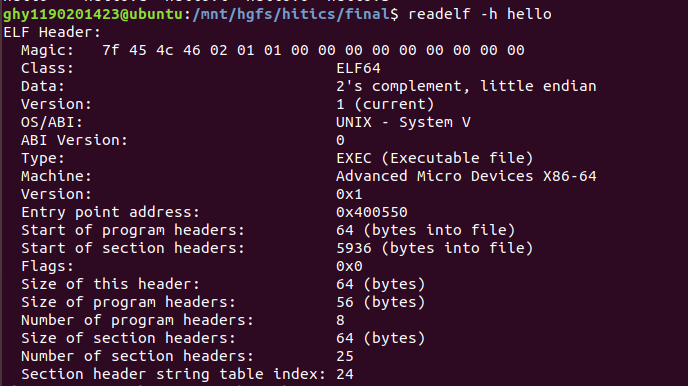 ghy1190201423@ubuntu:/mnt/hgfs/hitics/final$ readelf -h hello
ELF Header:
  Magic:   7f 45 4c 46 02 01 01 00 00 00 00 00 00 00 00 00
  Class:                             ELF64
  Data:                              2's complement, little endian
  Version:                           1 (current)
  OS/ABI:                            UNIX - System V
  ABI Version:                       0
  Type:                              EXEC (Executable file)
  Machine:                           Advanced Micro Devices X86-64
  Version:                           0x1
  Entry point address:               0x400550
  Start of program headers:          64 (bytes into file)
  Start of section headers:          5936 (bytes into file)
  Flags:                             0x0
  Size of this header:               64 (bytes)
  Size of program headers:           56 (bytes)
  Number of program headers:         8
  Size of section headers:           64 (bytes)
  Number of section headers:         25
  Section header string table index: 24